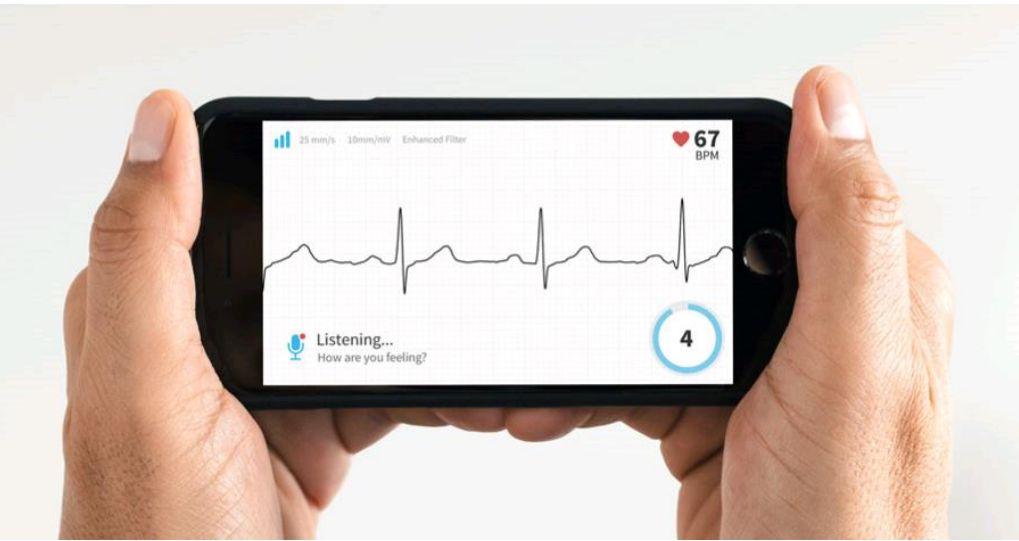 25 mm/s 10mm/mV Enhanced Filter
67
BPM
Listening...
How are you feeling?
4